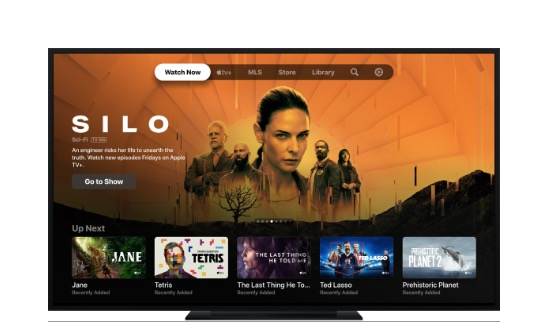 Watch Now
tv+
MLS
Store
Library
SILO
Sci-Fi
An engineer risks her life to unearth the
truth. Watch new episodes Fridays on Apple
TV+.
Go to Show
Up Next
JANE
TETRIS
THE LAST THING
HE TOLD ME
TED LASSO
PREHISTORIC
PLANET 2
Jane
Tetris
The Last Thing He To...
Ted Lasso
Prehistoric Planet
Recently Added
Recently Added
Recently Added
Recently Added
Recently Added